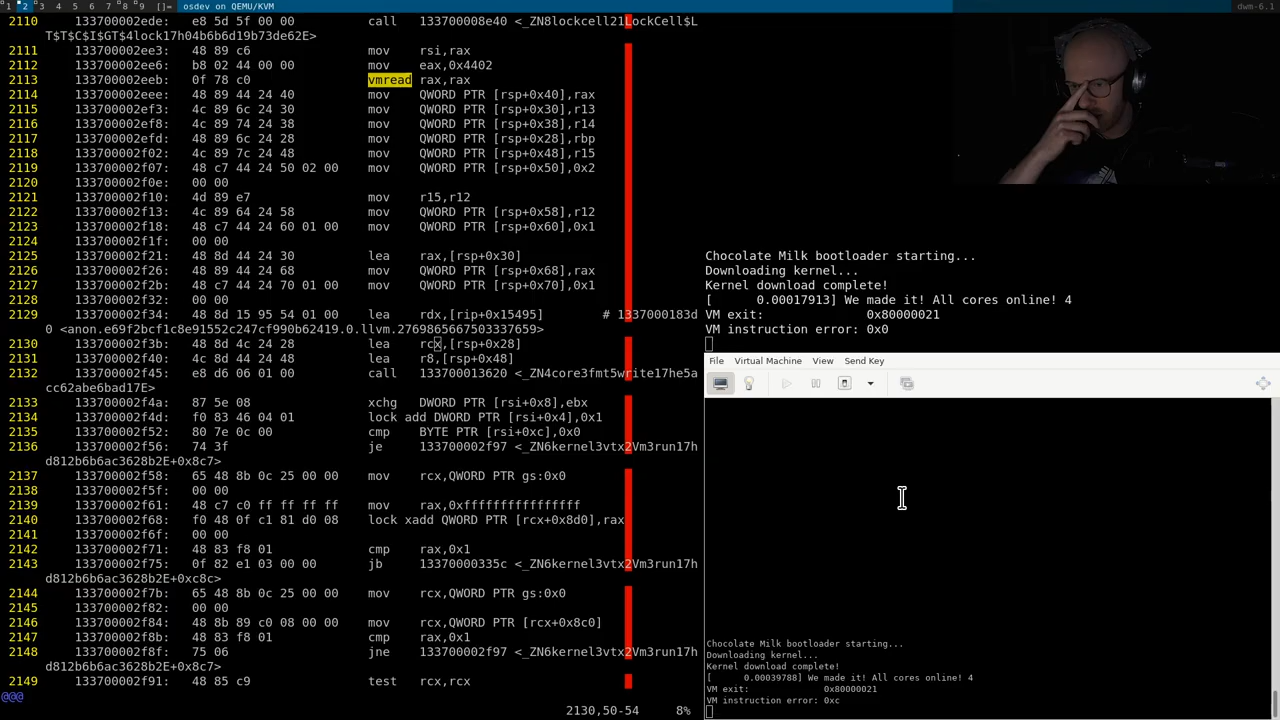 1 2 3 4 5 6 7 8 9 []= osdev on QEMU/KVM dwm-6.1
2110 133700002ede: e8 5d 5f 00 00 call 133700008e40 <_ZN8lockcell21LockCell$L
T$T$C$I$GT$4lock17h04b6b6d19b73de62E>
2111 133700002ee3: 48 89 c6 mov rsi,rax
2112 133700002ee6: b8 02 44 00 00 mov eax,0x4402
2113 133700002eeb: 0f 78 c0 vmread rax,rax
2114 133700002eee: 48 89 44 24 40 mov QWORD PTR [rsp+0x40],rax
2115 133700002ef3: 4c 89 6c 24 30 mov QWORD PTR [rsp+0x30],r13
2116 133700002ef8: 4c 89 74 24 38 mov QWORD PTR [rsp+0x38],r14
2117 133700002efd: 48 89 6c 24 28 mov QWORD PTR [rsp+0x28],rbp
2118 133700002f02: 4c 89 7c 24 48 mov QWORD PTR [rsp+0x48],r15
2119 133700002f07: 48 c7 44 24 50 02 00 mov QWORD PTR [rsp+0x50],0x2
2120 133700002f0e: 00 00
2121 133700002f10: 4d 89 e7 mov r15,r12
2122 133700002f13: 4c 89 64 24 58 mov QWORD PTR [rsp+0x58],r12
2123 133700002f18: 48 c7 44 24 60 01 00 mov QWORD PTR [rsp+0x60],0x1
2124 133700002f1f: 00 00
2125 133700002f21: 48 8d 44 24 30 lea rax,[rsp+0x30]
2126 133700002f26: 48 89 44 24 68 mov QWORD PTR [rsp+0x68],rax
2127 133700002f2b: 48 c7 44 24 70 01 00 mov QWORD PTR [rsp+0x70],0x1
2128 133700002f32: 00 00
2129 133700002f34: 48 8d 15 95 54 01 00 lea rdx,[rip+0x15495] # 1337000183d
0 <anon.e69f2bcf1c8e91552c247cf990b62419.0.llvm.2769865667503337659>
2130 133700002f3b: 48 8d 4c 24 28 lea rcx,[rsp+0x28]
2131 133700002f40: 4c 8d 44 24 48 lea r8,[rsp+0x48]
2132 133700002f45: e8 d6 06 01 00 call 133700013620 <_ZN4core3fmt5write17he5a
cc62abe6bad17E>
2133 133700002f4a: 87 5e 08 xchg DWORD PTR [rsi+0x8],ebx
2134 133700002f4d: f0 83 46 04 01 lock add DWORD PTR [rsi+0x4],0x1
2135 133700002f52: 80 7e 0c 00 cmp BYTE PTR [rsi+0xc],0x0
2136 133700002f56: 74 3f je 133700002f97 <_ZN6kernel3vtx2Vm3run17h
d812b6b6ac3628b2E+0x8c7>
2137 133700002f58: 65 48 8b 0c 25 00 00 mov rcx,QWORD PTR gs:0x0
2138 133700002f5f: 00 00
2139 133700002f61: 48 c7 c0 ff ff ff ff mov rax,0xffffffffffffffff
2140 133700002f68: f0 48 0f c1 81 d0 08 lock xadd QWORD PTR [rcx+0x8d0],rax
2141 133700002f6f: 00 00
2142 133700002f71: 48 83 f8 01 cmp rax,0x1
2143 133700002f75: 0f 82 e1 03 00 00 jb 13370000335c <_ZN6kernel3vtx2Vm3run17h
d812b6b6ac3628b2E+0xc8c>
2144 133700002f7b: 65 48 8b 0c 25 00 00 mov rcx,QWORD PTR gs:0x0
2145 133700002f82: 00 00
2146 133700002f84: 48 8b 89 c0 08 00 00 mov rcx,QWORD PTR [rcx+0x8c0]
2147 133700002f8b: 48 83 f8 01 cmp rax,0x1
2148 133700002f8f: 75 06 jne 133700002f97 <_ZN6kernel3vtx2Vm3run17h
d812b6b6ac3628b2E+0x8c7>
2149 133700002f91: 48 85 c9 test rcx,rcx
@@@
2130,50-54 8%
Chocolate Milk bootloader starting...
Downloading kernel...
Kernel download complete!
[ 0.00017913] We made it! All cores online! 4
VM exit: 0x80000021
VM instruction error: 0x0
File Virtual Machine View Send Key
Chocolate Milk bootloader starting...
Downloading kernel...
Kernel download complete!
[ 0.00039788] We made it! All cores online! 4
VM exit: 0x80000021
VM instruction error: 0xc